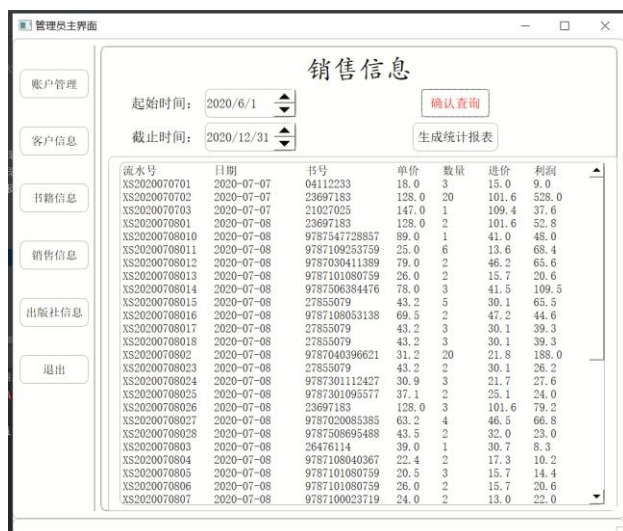 管理员主界面
销售信息
账户管理
起始时间: 2020/6/1 确认查询
客户信息
截止时间: 2020/12/31 生成统计报表
书籍信息
销售信息
出版社信息
退出
流水号 日期 书号 单价 数量 进价 利润
XS2020070701 2020-07-07 04112233 18.0 3 15.0 9.0
XS2020070702 2020-07-07 23697183 128.0 20 101.6 528.0
XS2020070703 2020-07-07 21027025 147.0 1 109.4 37.6
XS2020070801 2020-07-08 23697183 128.0 2 101.6 52.8
XS20200708010 2020-07-08 9787547728857 89.0 1 41.0 48.0
XS20200708011 2020-07-08 9787109253759 25.0 6 13.6 68.4
XS20200708012 2020-07-08 9787030411389 79.0 2 46.2 65.6
XS20200708013 2020-07-08 9787101080759 26.0 2 15.7 20.6
XS20200708014 2020-07-08 9787506384476 78.0 3 41.5 109.5
XS20200708015 2020-07-08 27855079 43.2 5 30.1 65.5
XS20200708016 2020-07-08 9787108053138 69.5 2 47.2 44.6
XS20200708017 2020-07-08 27855079 43.2 3 30.1 39.3
XS20200708018 2020-07-08 27855079 43.2 3 30.1 39.3
XS2020070802 2020-07-08 9787040396621 31.2 20 21.8 188.0
XS20200708023 2020-07-08 27855079 43.2 2 30.1 26.2
XS20200708024 2020-07-08 9787301112427 30.9 3 21.7 27.6
XS20200708025 2020-07-08 9787301095577 37.1 2 25.1 24.0
XS20200708026 2020-07-08 23697183 128.0 3 101.6 79.2
XS20200708027 2020-07-08 9787020085385 63.2 4 46.5 66.8
XS20200708028 2020-07-08 9787508695488 43.5 2 32.0 23.0
XS2020070803 2020-07-08 26476114 39.0 1 30.7 8.3
XS2020070804 2020-07-08 9787108040367 22.4 2 17.3 10.2
XS2020070805 2020-07-08 9787101080759 20.5 3 15.7 14.4
XS2020070806 2020-07-08 9787101080759 26.0 2 15.7 20.6
XS2020070807 2020-07-08 9787100023719 24.0 2 13.0 22.0